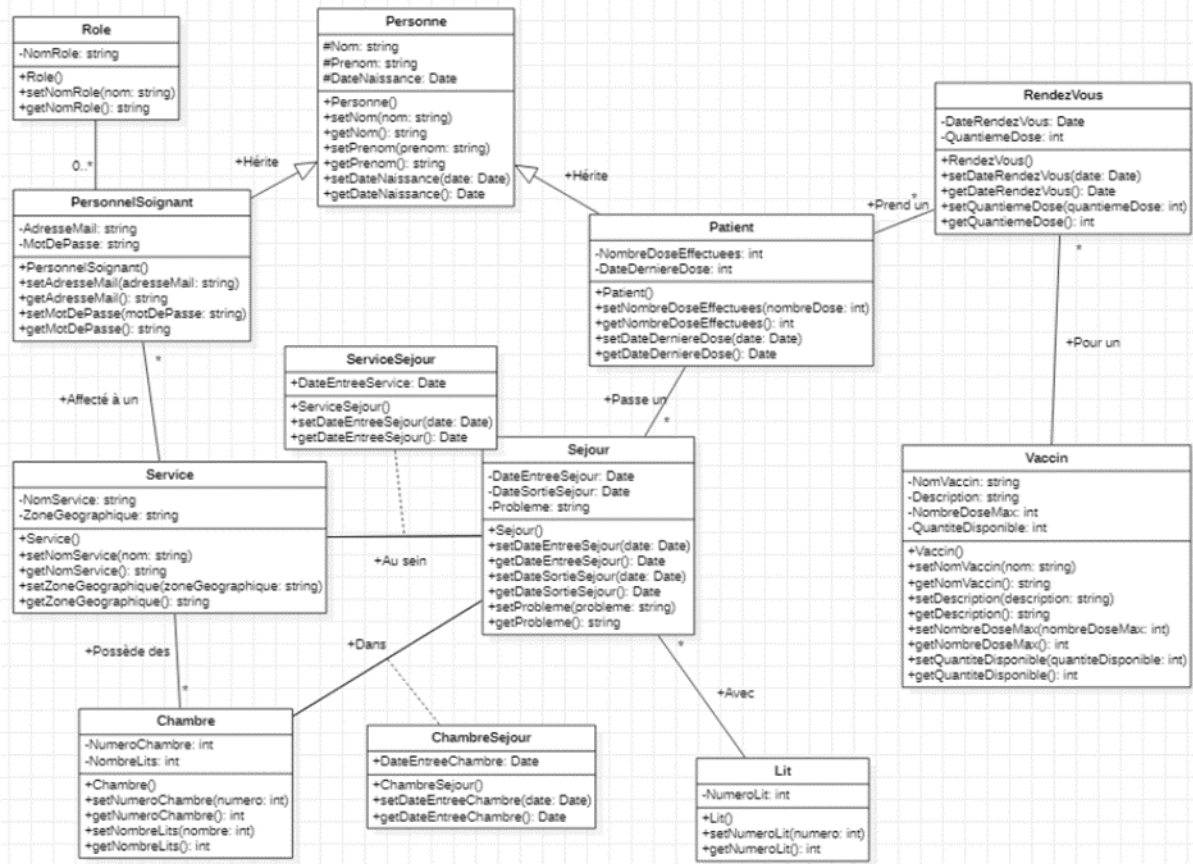 Role
-NomRole: string
+Role()
+setNomRole(nom: string)
+getNomRole(): string
Personne
#Nom: string
#Prenom: string
#DateNaissance: Date
+Personne()
+setNom(nom: string)
+getNom(): string
+setPrenom(prenom: string)
+getPrenom(): string
+setDateNaissance(date: Date)
+getDateNaissance(): Date
RendezVous
-DateRendezVous: Date
-QuantiemeDose: int
+RendezVous()
+setDateRendezVous(date: Date)
+getDateRendezVous(): Date
+setQuantiemeDose(quantiemeDose: int)
+getQuantiemeDose(): int
0..*
+Hérite
+Hérite
+Prend un
*
PersonnelSoignant
-AdresseMail: string
-MotDePasse: string
+PersonnelSoignant()
+setAdresseMail(adresseMail: string)
+getAdresseMail(): string
+setMotDePasse(motDePasse: string)
+getMotDePasse(): string
Patient
-NombreDoseEffectuees: int
-DateDerniereDose: int
+Patient()
+setNombreDoseEffectuees(nombreDose: int)
+getNombreDoseEffectuees(): int
+setDateDerniereDose(date: Date)
+getDateDerniereDose(): Date
*
+Pour un
*
+Affecté à un
ServiceSejour
+DateEntreeService: Date
+ServiceSejour()
+setDateEntreeSejour(date: Date)
+getDateEntreeSejour(): Date
+Passe un
*
Service
-NomService: string
-ZoneGeographique: string
+Service()
+setNomService(nom: string)
+getNomService(): string
+setZoneGeographique(zoneGeographique: string)
+getZoneGeographique(): string
+Au sein
Sejour
-DateEntreeSejour: Date
-DateSortieSejour: Date
-Probleme: string
+Sejour()
+setDateEntreeSejour(date: Date)
+getDateEntreeSejour(): Date
+setDateSortieSejour(date: Date)
+getDateSortieSejour(): Date
+setProbleme(probleme: string)
+getProbleme(): string
Vaccin
-NomVaccin: string
-Description: string
-NombreDoseMax: int
-QuantiteDisponible: int
+Vaccin()
+setNomVaccin(nom: string)
+getNomVaccin(): string
+setDescription(description: string)
+getDescription(): string
+setNombreDoseMax(nombreDoseMax: int)
+getNombreDoseMax(): int
+setQuantiteDisponible(quantiteDisponible: int)
+getQuantiteDisponible(): int
+Possède des
*
+Dans
*
+Avec
Chambre
-NumeroChambre: int
-NombreLits: int
+Chambre()
+setNumeroChambre(numero: int)
+getNumeroChambre(): int
+setNombreLits(nombre: int)
+getNombreLits(): int
ChambreSejour
+DateEntreeChambre: Date
+ChambreSejour()
+setDateEntreeChambre(date: Date)
+getDateEntreeChambre(): Date
Lit
-NumeroLit: int
+Lit()
+setNumeroLit(numero: int)
+getNumeroLit(): int